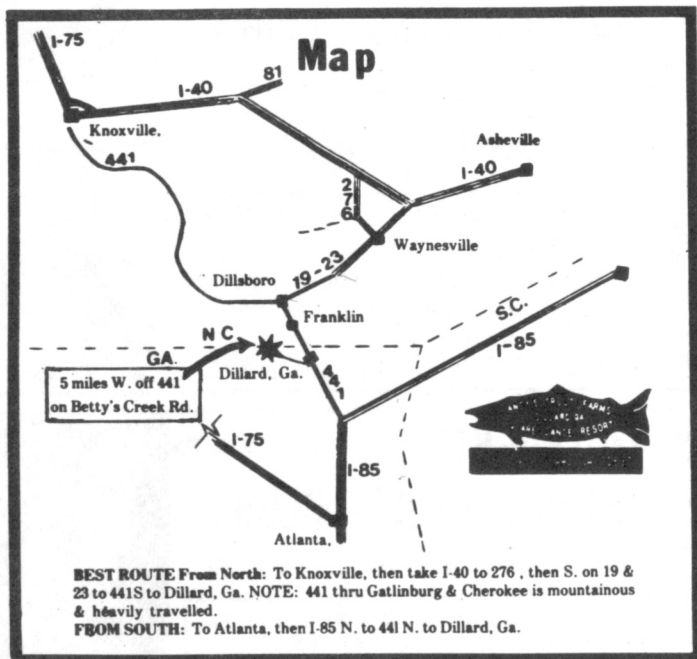 I-75
Map
81
I-40
Knoxville,
Asheville
441
I-40
276
Waynesville
Dillsboro
19-23
Franklin
S.C.
N C
I-85
GA.
Dillard, Ga.
441
5 miles W. off 441
on Betty's Creek Rd.
I-75
I-85
Atlanta,
BEST ROUTE From North: To Knoxville, then take I-40 to 276 , then S. on 19 &
23 to 441S to Dillard, Ga. NOTE: 441 thru Gatlinburg & Cherokee is mountainous
& heavily travelled.
FROM SOUTH: To Atlanta, then I-85 N. to 441 N. to Dillard, Ga.
FARMS
RESORT